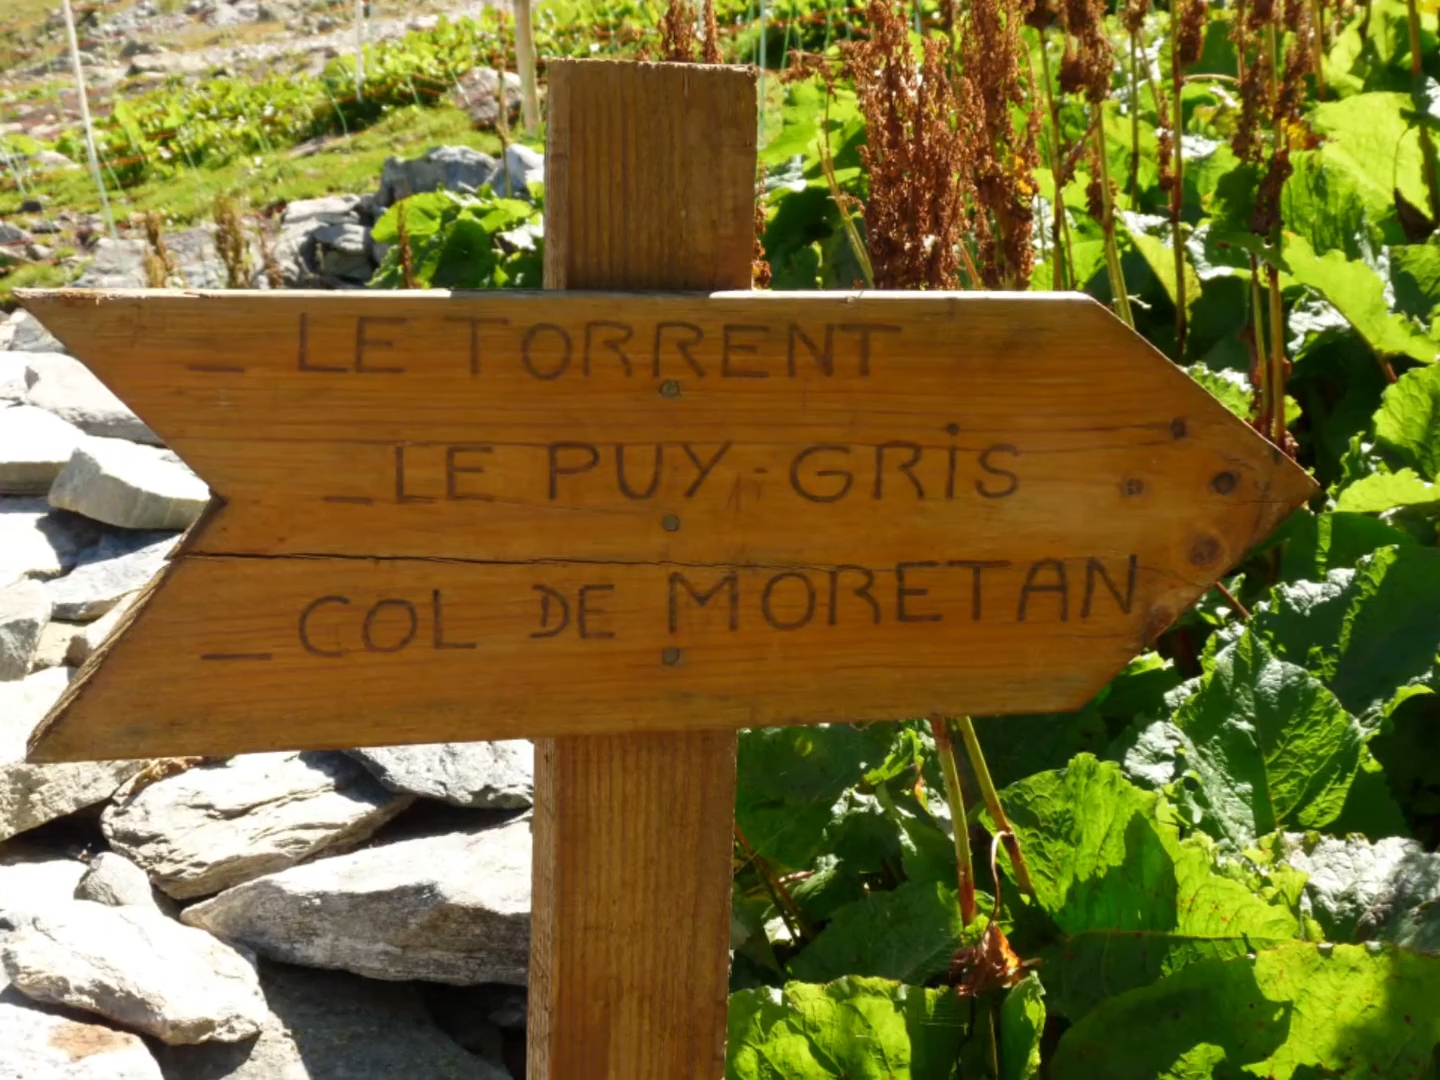 _ LE TORRENT
_ LE PUY-GRiS
_ COL DE MORETAN